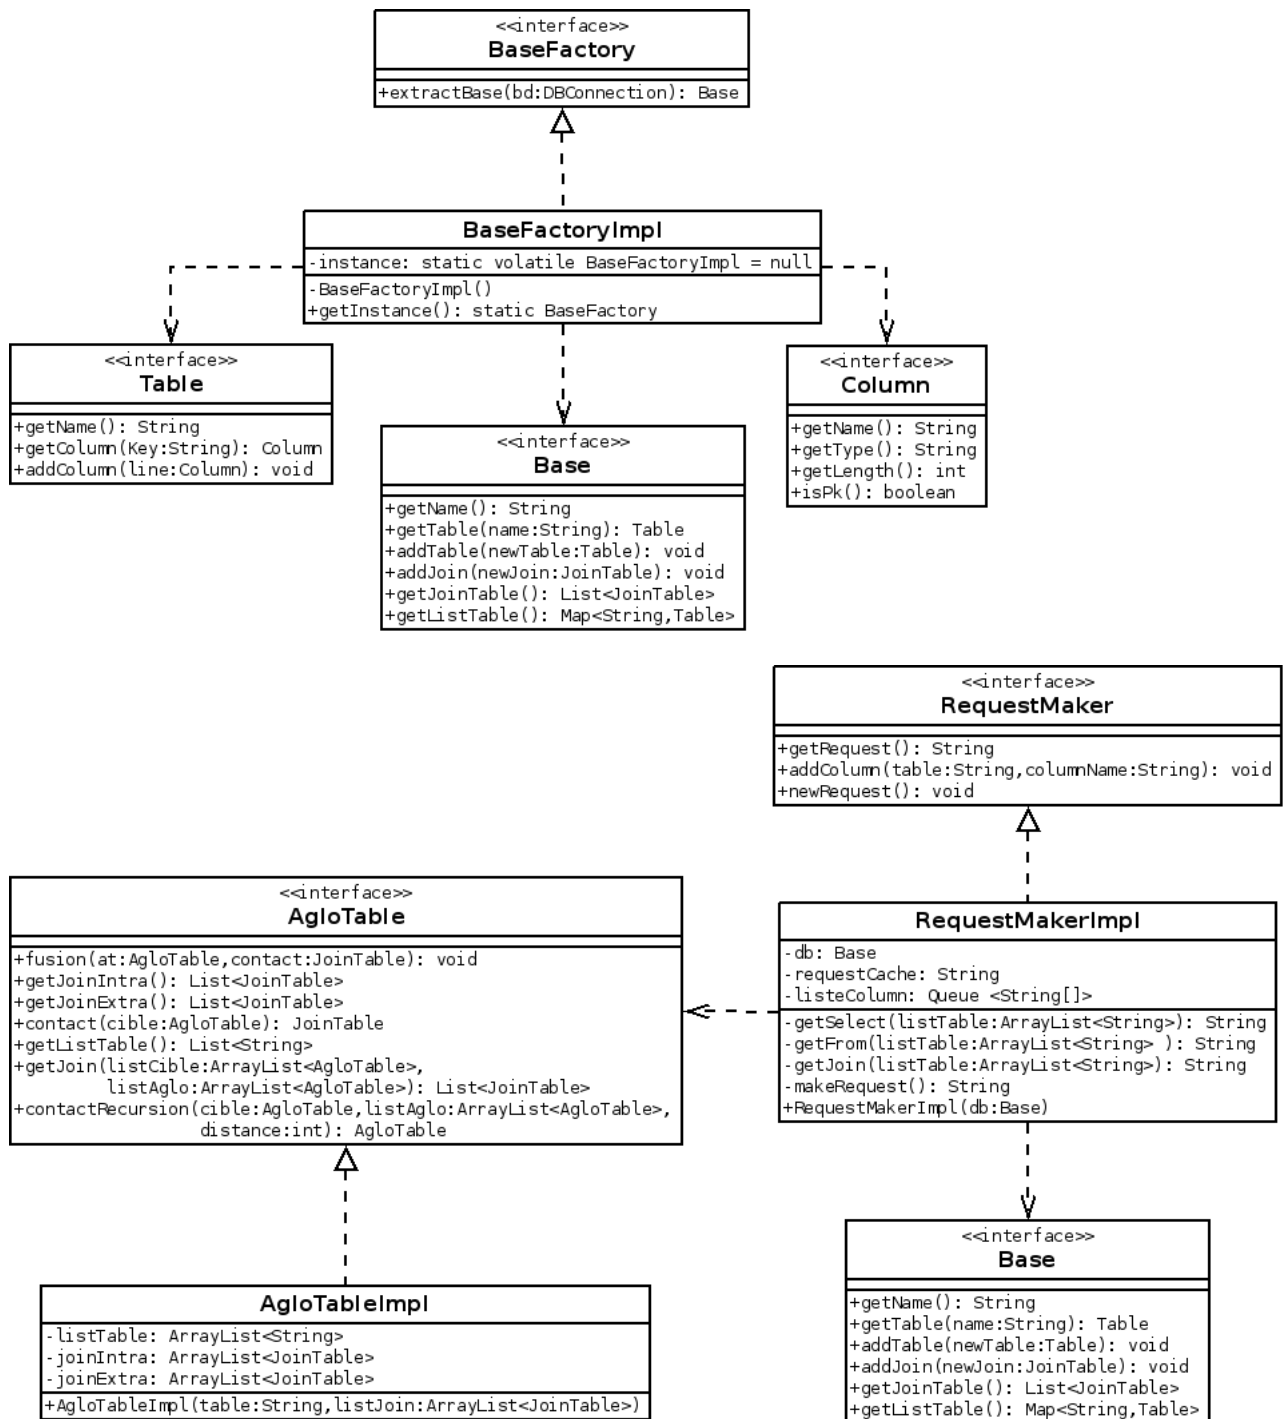 <<interface>>
BaseFactory
+extractBase(bd:DBConnection): Base
BaseFactoryImpl
-instance: static volatile BaseFactoryImpl = null
-BaseFactoryImpl()
+getInstance(): static BaseFactory
<<interface>>
Table
+getName(): String
+getColumn(Key:String): Column
+addColumn(line:Column): void
<<interface>>
Column
+getName(): String
+getType(): String
+getLength(): int
+isPk(): boolean
<<interface>>
Base
+getName(): String
+getTable(name:String): Table
+addTable(newTable:Table): void
+addJoin(newJoin:JoinTable): void
+getJoinTable(): List<JoinTable>
+getListTable(): Map<String,Table>
<<interface>>
RequestMaker
+getRequest(): String
+addColumn(table:String,columnName:String): void
+newRequest(): void
<<interface>>
AgloTable
+fusion(at:AgloTable,contact:JoinTable): void
+getJoinIntra(): List<JoinTable>
+getJoinExtra(): List<JoinTable>
+contact(cible:AgloTable): JoinTable
+getListTable(): List<String>
+getJoin(listCible:ArrayList<AgloTable>,
listAglo:ArrayList<AgloTable>): List<JoinTable>
+contactRecursion(cible:AgloTable,listAglo:ArrayList<AgloTable>,
distance:int): AgloTable
RequestMakerImpl
-db: Base
-requestCache: String
-listeColumn: Queue <String[]>
-getSelect(listTable:ArrayList<String>): String
-getFrom(listTable:ArrayList<String> ): String
-getJoin(listTable:ArrayList<String>): String
-makeRequest(): String
+RequestMakerImpl(db:Base)
AgloTableImpl
-listTable: ArrayList<String>
-joinIntra: ArrayList<JoinTable>
-joinExtra: ArrayList<JoinTable>
+AgloTableImpl(table:String,listJoin:ArrayList<JoinTable>)
<<interface>>
Base
+getName(): String
+getTable(name:String): Table
+addTable(newTable:Table): void
+addJoin(newJoin:JoinTable): void
+getJoinTable(): List<JoinTable>
+getListTable(): Map<String,Table>